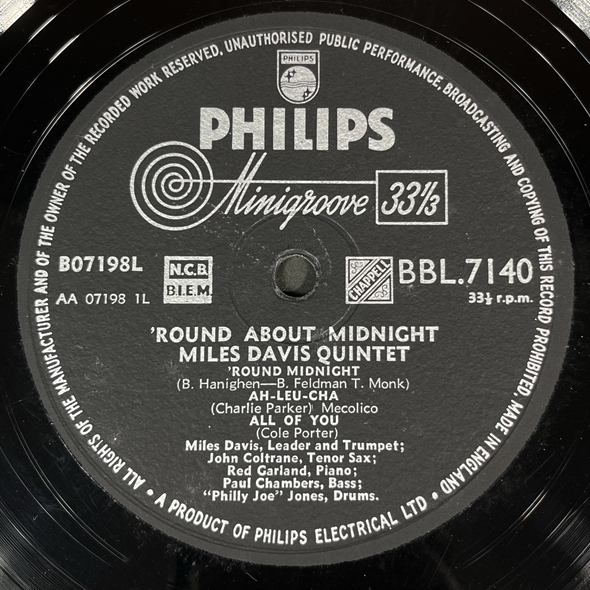 ALL RIGHTS OF THE MANUFACTURER AND OF THE OWNER OF THE RECORDED WORK RESERVED. UNAUTHORISED PUBLIC PERFORMANCE, BROADCASTING AND COPYING OF THIS RECORD PROHIBITED. MADE IN ENGLAND
PHILIPS
PHILIPS
Minigroove 33⅓
B07198L
N.C.B.
B.I.E.M
CHAPPELL
BBL.7140
AA 07198 1L
33⅓ r.p.m.
'ROUND ABOUT MIDNIGHT
MILES DAVIS QUINTET
'ROUND MIDNIGHT
(B. Hanighen—B. Feldman T. Monk)
AH-LEU-CHA
(Charlie Parker) Mecolico
ALL OF YOU
(Cole Porter)
Miles Davis, Leader and Trumpet;
John Coltrane, Tenor Sax;
Red Garland, Piano;
Paul Chambers, Bass;
“Philly Joe” Jones, Drums.
• A PRODUCT OF PHILIPS ELECTRICAL LTD •